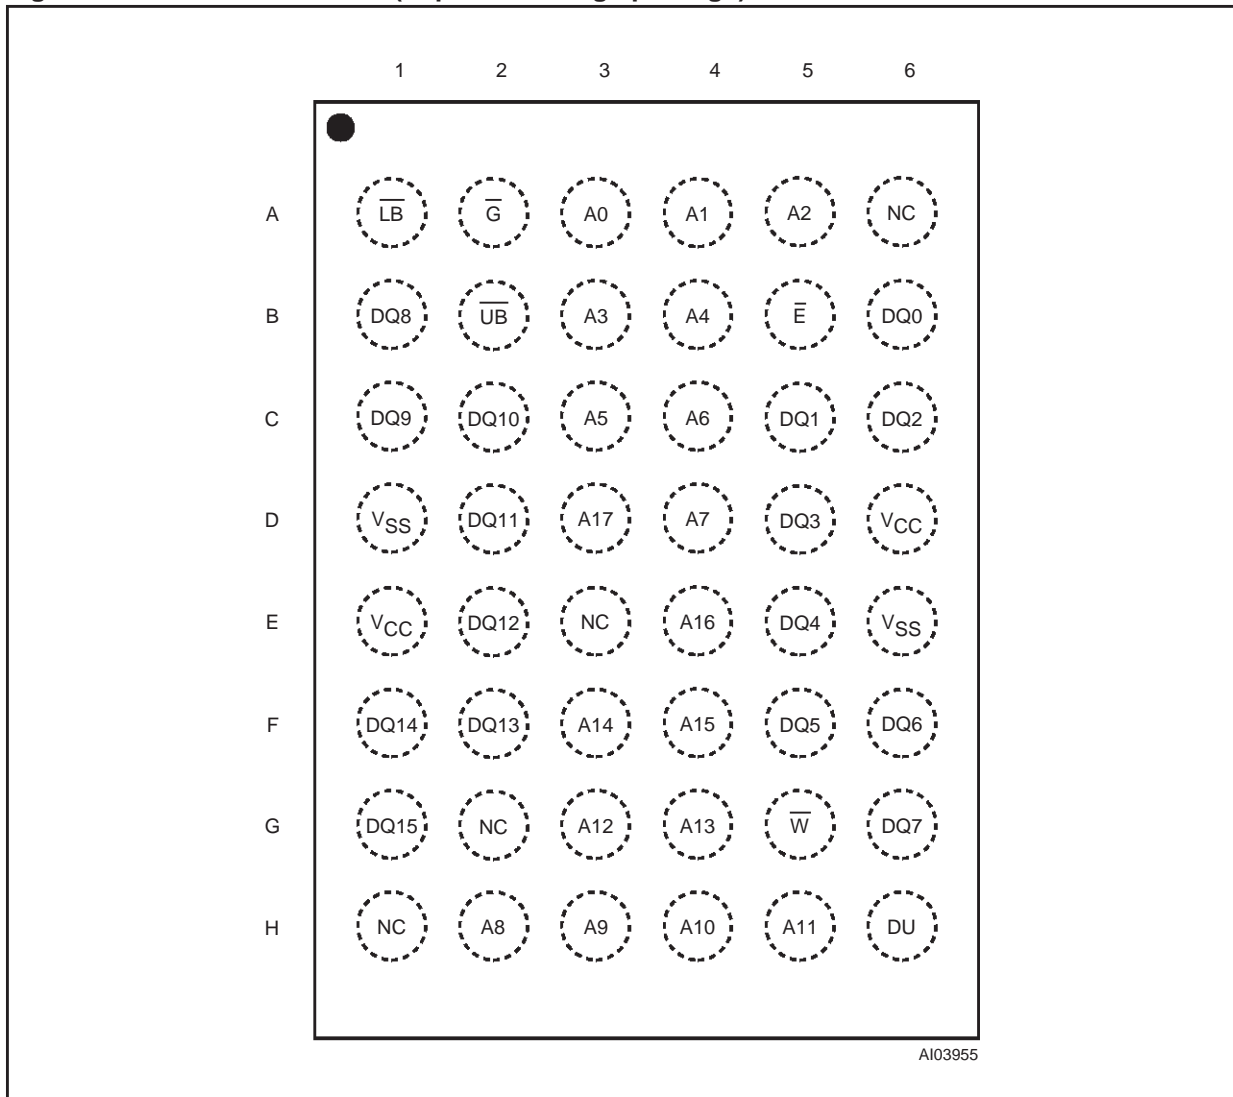 1 2 3 4 5 6
A L̅B̅ G̅ A0 A1 A2 NC
B DQ8 U̅B̅ A3 A4 E̅ DQ0
C DQ9 DQ10 A5 A6 DQ1 DQ2
D VSS DQ11 A17 A7 DQ3 VCC
E VCC DQ12 NC A16 DQ4 VSS
F DQ14 DQ13 A14 A15 DQ5 DQ6
G DQ15 NC A12 A13 W̅ DQ7
H NC A8 A9 A10 A11 DU
AI03955